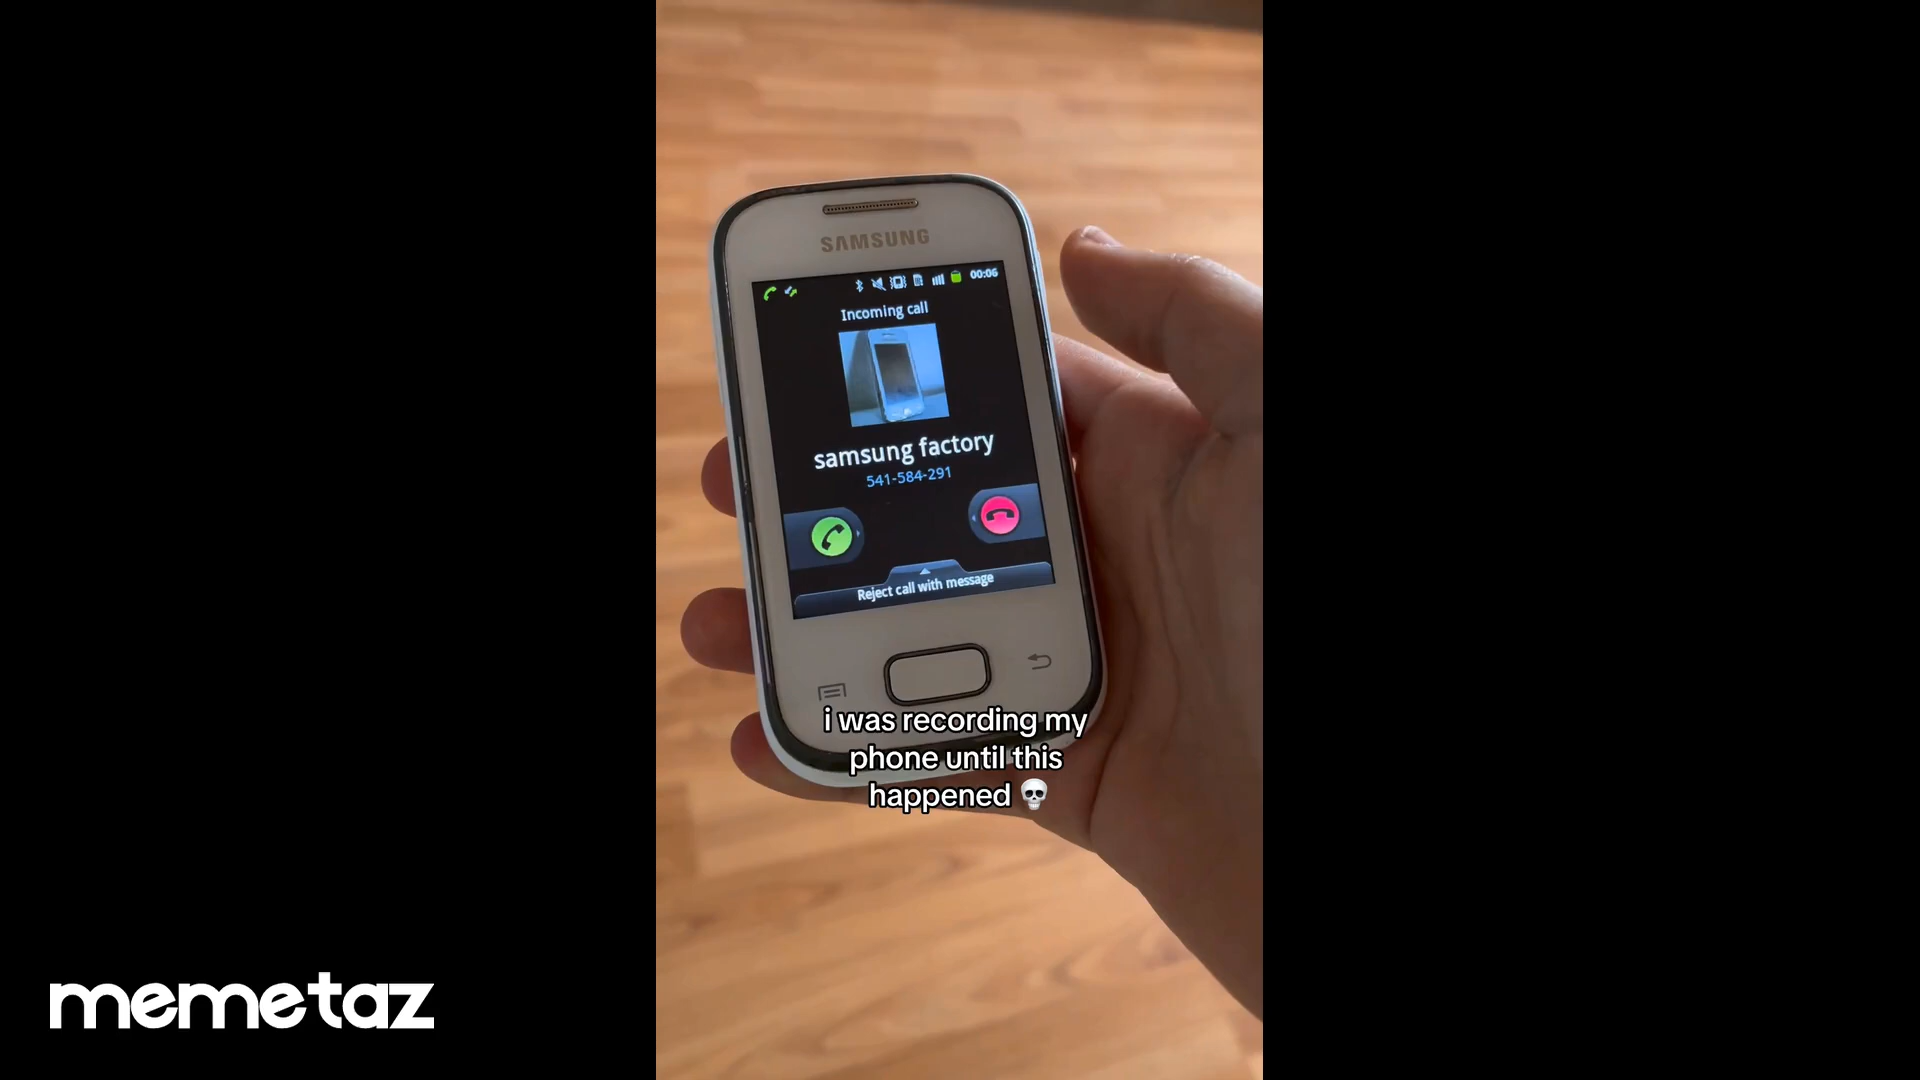 SAMSUNG
00:06
Incoming call
samsung factory
541-584-291
Reject call with message
i was recording my
phone until this
happened 💀
memetaz